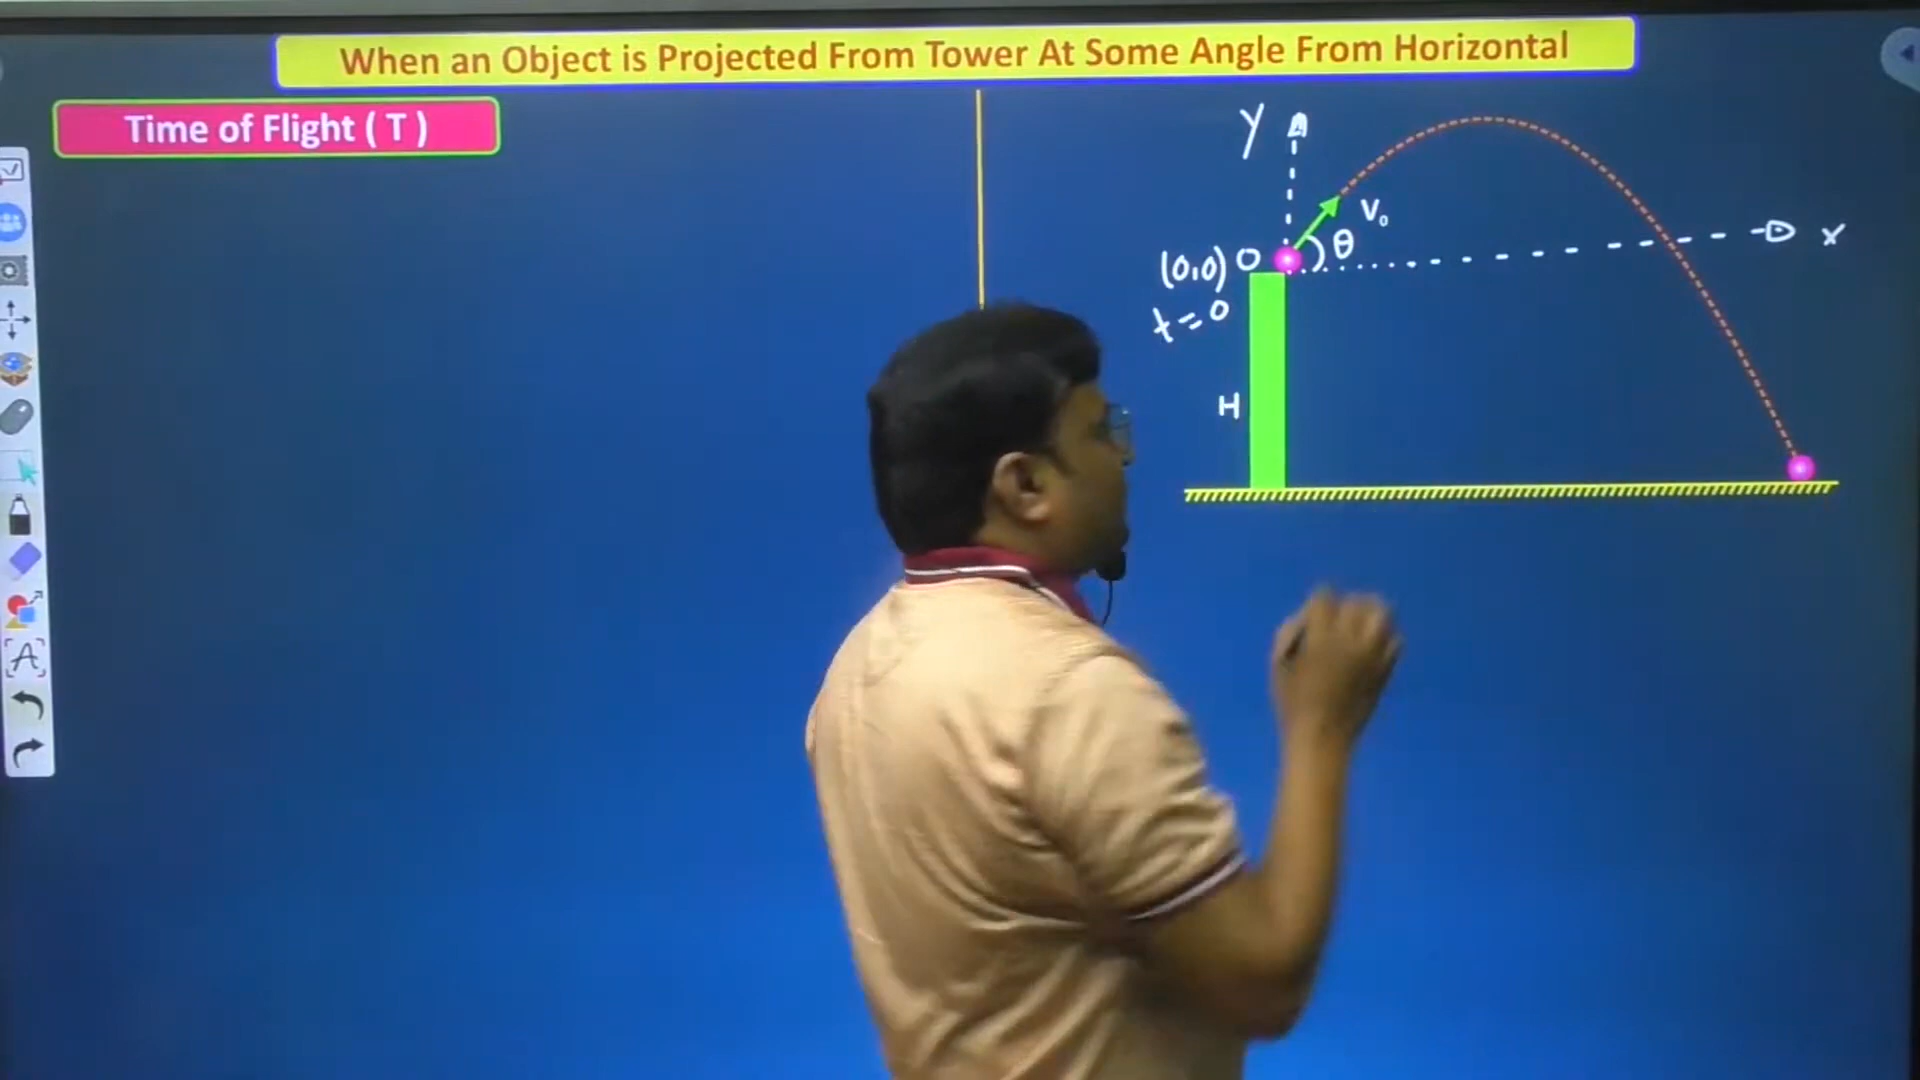 When an Object is Projected From Tower At Some Angle From Horizontal
Time of Flight ( T )
Y
V₀
θ
X
(0,0) O
t=0
H
A